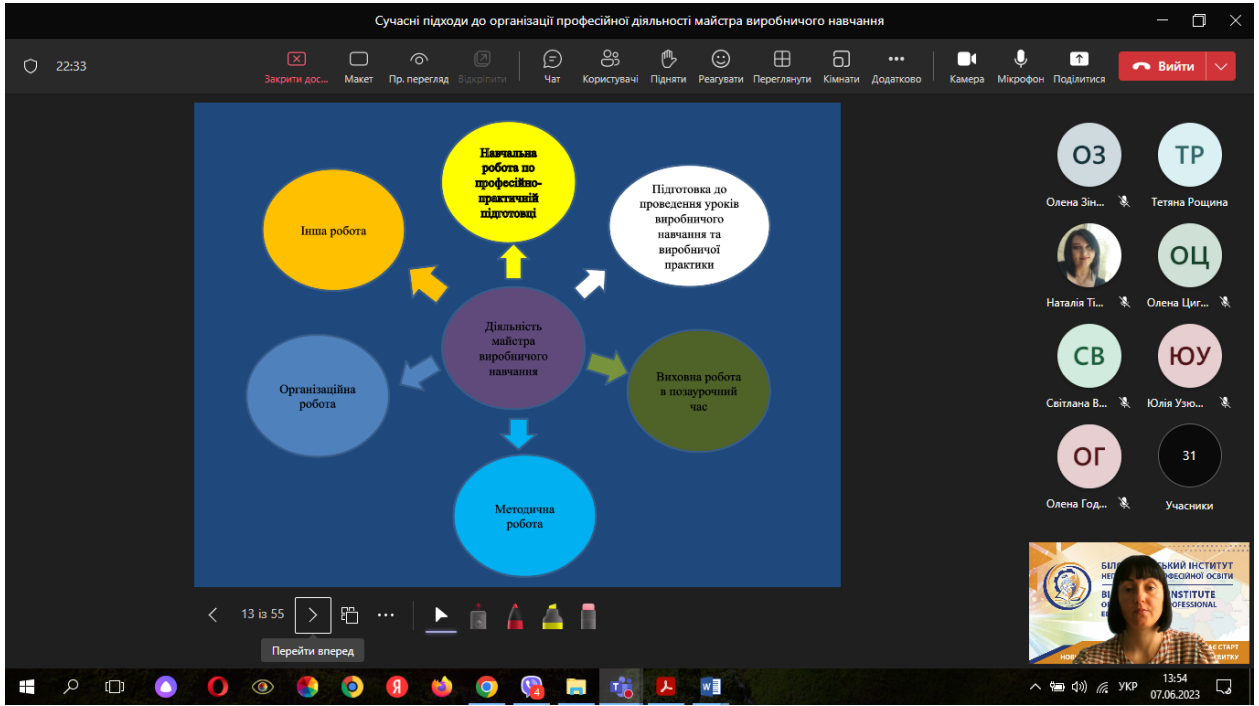 Сучасні підходи до організації професійної діяльності майстра виробничого навчання
22:33
Закрити дос...
Макет
Пр. перегляд
Відкріпити
Чат
Користувачі
Підняти
Реагувати
Переглянути
Кімнати
Додатково
Камера
Мікрофон
Поділитися
Вийти
Навчальна
робота по
професійно-
практичній
підготовці
Підготовка до
проведення уроків
виробничого
навчання та
виробничої
практики
Інша робота
Діяльність
майстра
виробничого
навчання
Організаційна
робота
Виховна робота
в позаурочний
час
Методична
робота
ОЗ
Олена Зін...
ТР
Тетяна Рощина
Наталія Ті...
ОЦ
Олена Циг...
СВ
Світлана В...
ЮУ
Юлія Узю...
ОГ
Олена Год...
31
Учасники
СЬКИЙ ІНСТИТУТ
INSTITUTE
13 із 55
Перейти вперед
4
УКР
13:54
07.06.2023